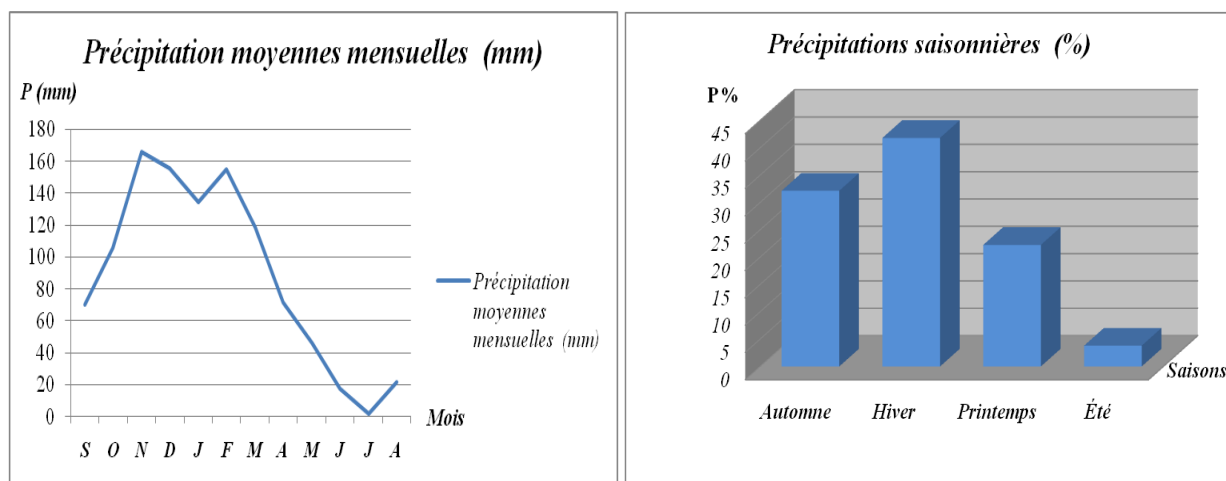 Précipitation moyennes mensuelles (mm)
P (mm)
180
160
140
120
100
80
60
40
20
0
S O N D J F M A M J J A
Mois
Précipitation
moyennes
mensuelles (mm)
Précipitations saisonnières (%)
P%
45
40
35
30
25
20
15
10
5
0
Automne Hiver Printemps Été
Saisons